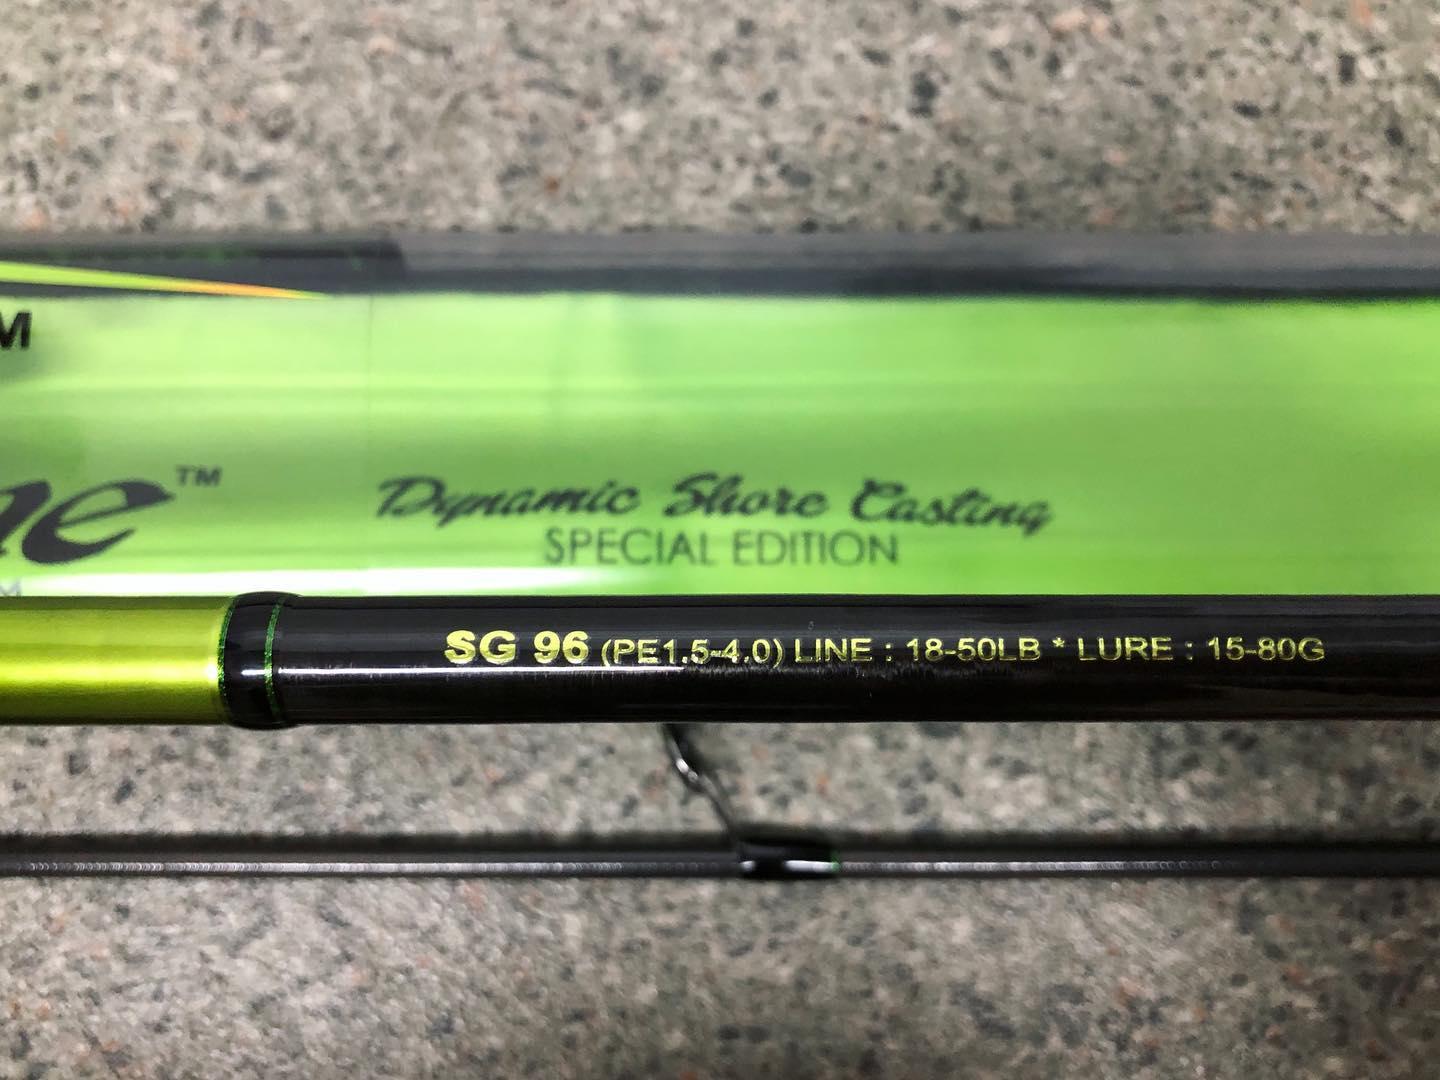 M
ne™
Dynamic Shore Casting
SPECIAL EDITION
SG 96 (PE1.5~4.0) LINE : 18-50LB * LURE : 15-80G